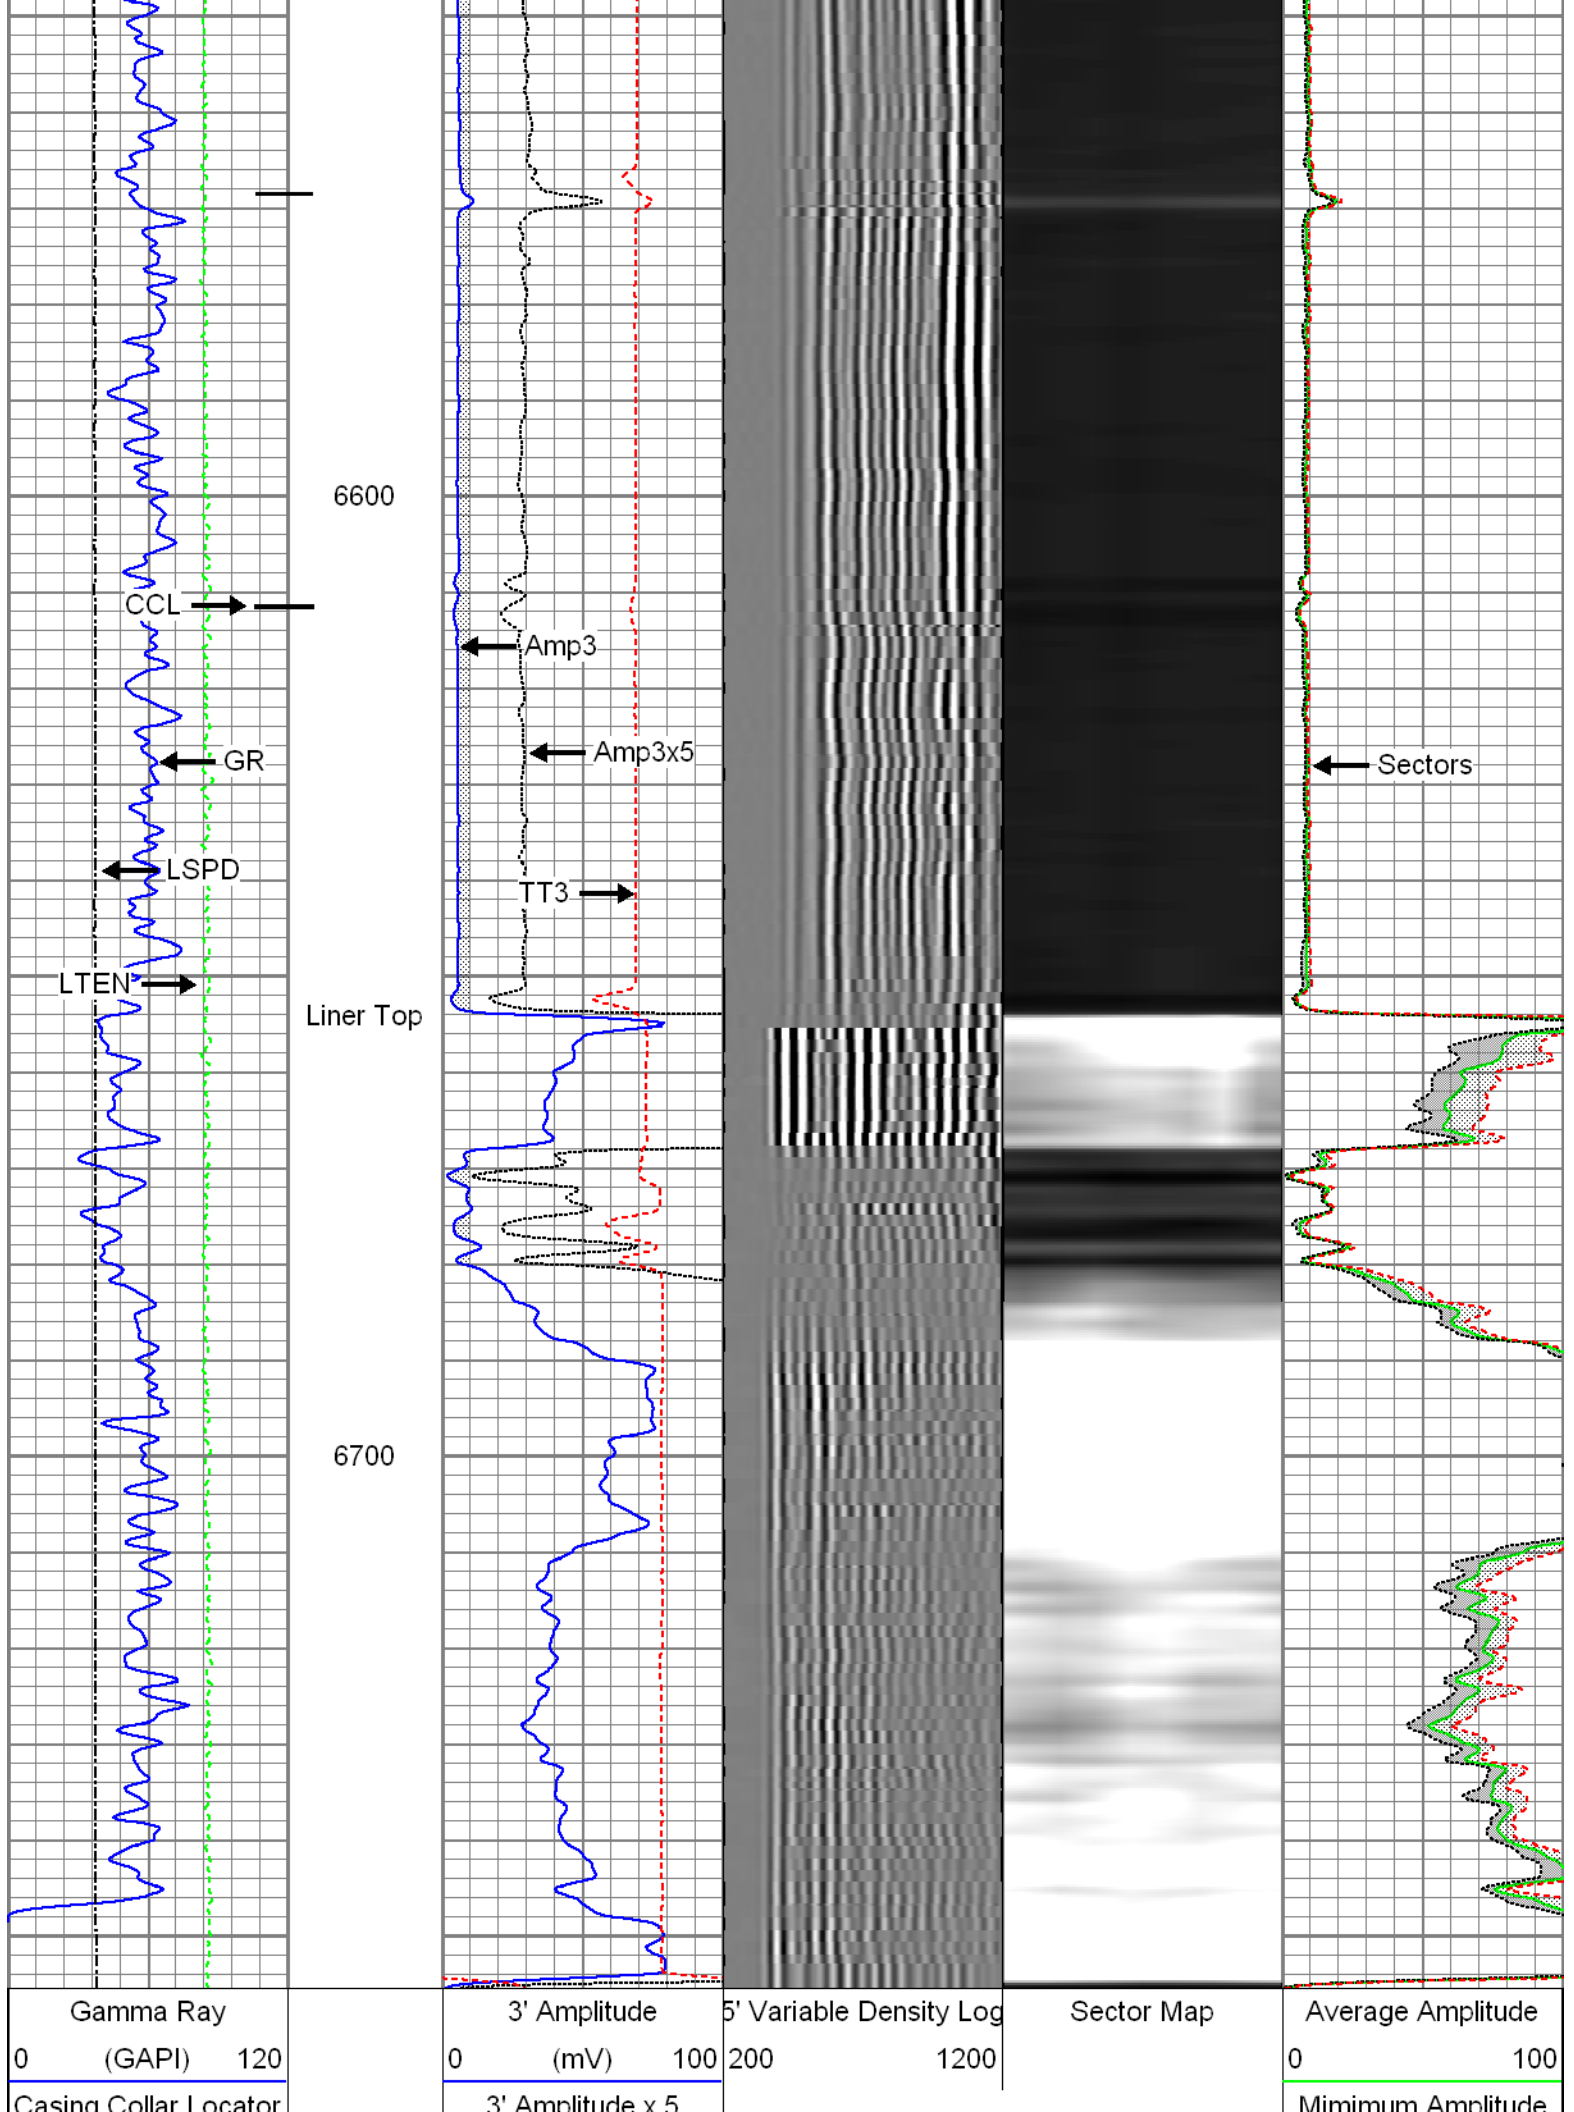 6600
CCL
Amp3
Amp3x5
GR
Sectors
LSPD
TT3
LTEN
Liner Top
6700
Gamma Ray
0 (GAPI) 120
Casing Collar Locator
3' Amplitude
0 (mV) 100
3' Amplitude x 5
5' Variable Density Log
200 1200
Sector Map
Average Amplitude
0 100
Mimimum Amplitude